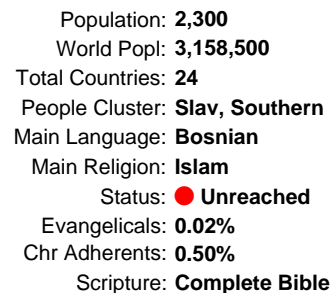 Population: 2,300
World Popl: 3,158,500
Total Countries: 24
People Cluster: Slav, Southern
Main Language: Bosnian
Main Religion: Islam
Status: Unreached
Evangelicals: 0.02%
Chr Adherents: 0.50%
Scripture: Complete Bible